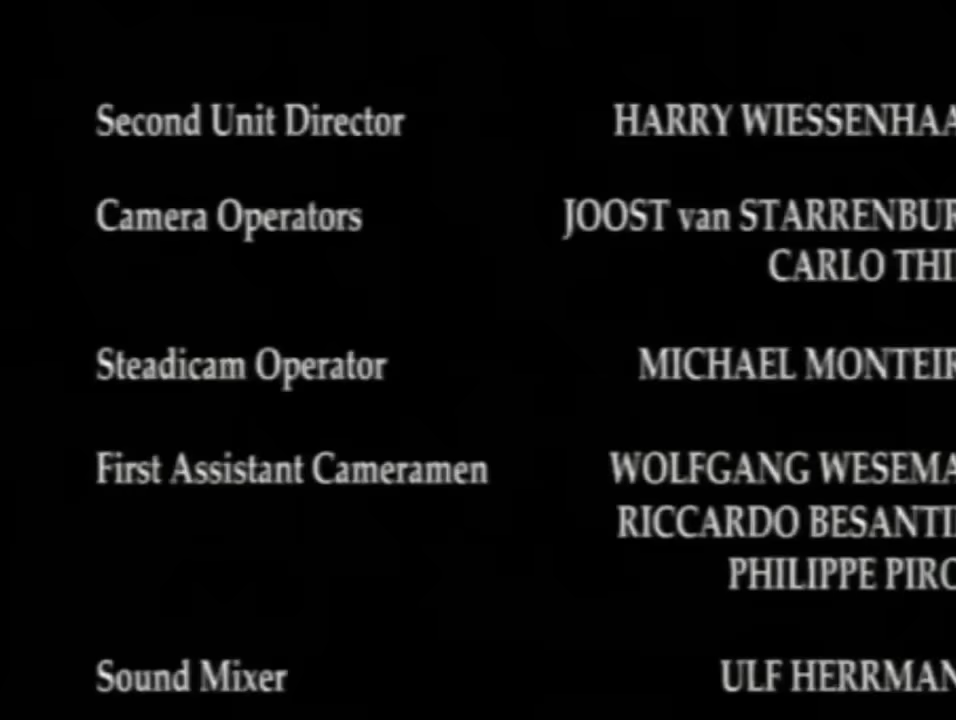 Second Unit Director HARRY WIESSENHAA
Camera Operators JOOST van STARRENBUR
CARLO THI
Steadicam Operator MICHAEL MONTEIR
First Assistant Cameramen WOLFGANG WESEMA
RICCARDO BESANTI
PHILIPPE PIRO
Sound Mixer ULF HERRMAN